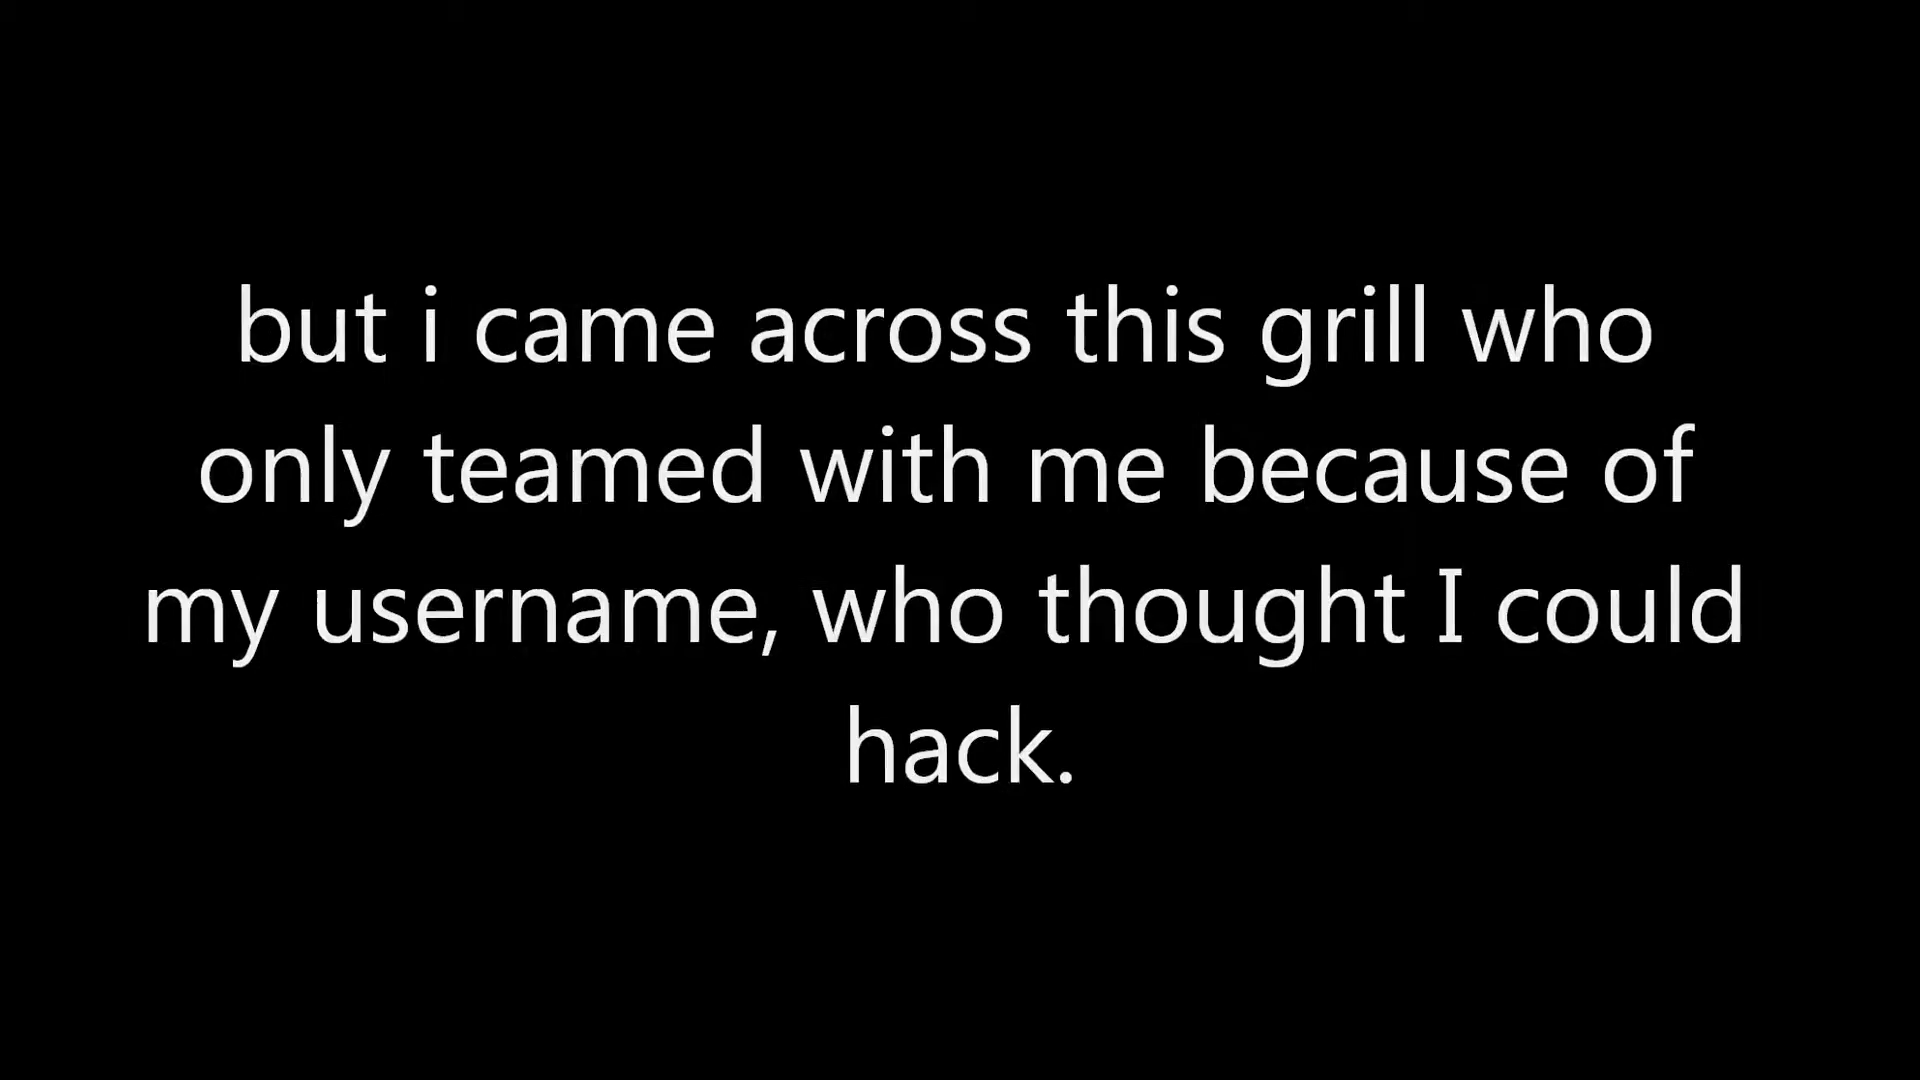 but i came across this grill who
only teamed with me because of
my username, who thought I could
hack.